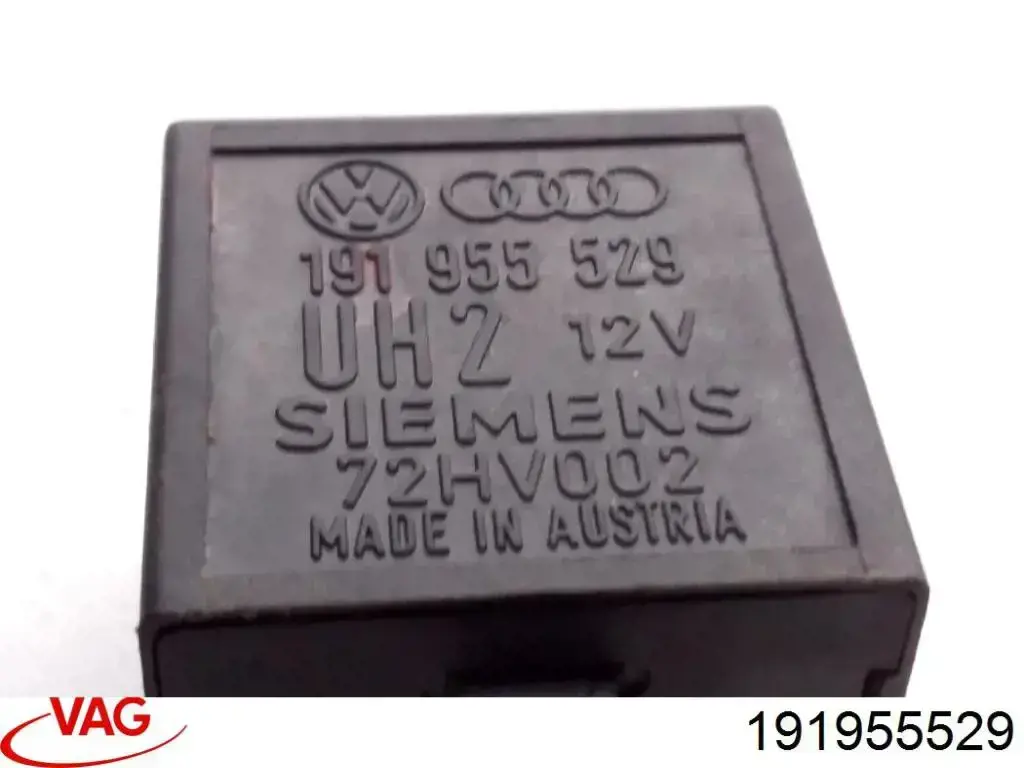 191 955 529
UH2 12V
SIEMENS
72HV002
MADE IN AUSTRIA
VAG
191955529